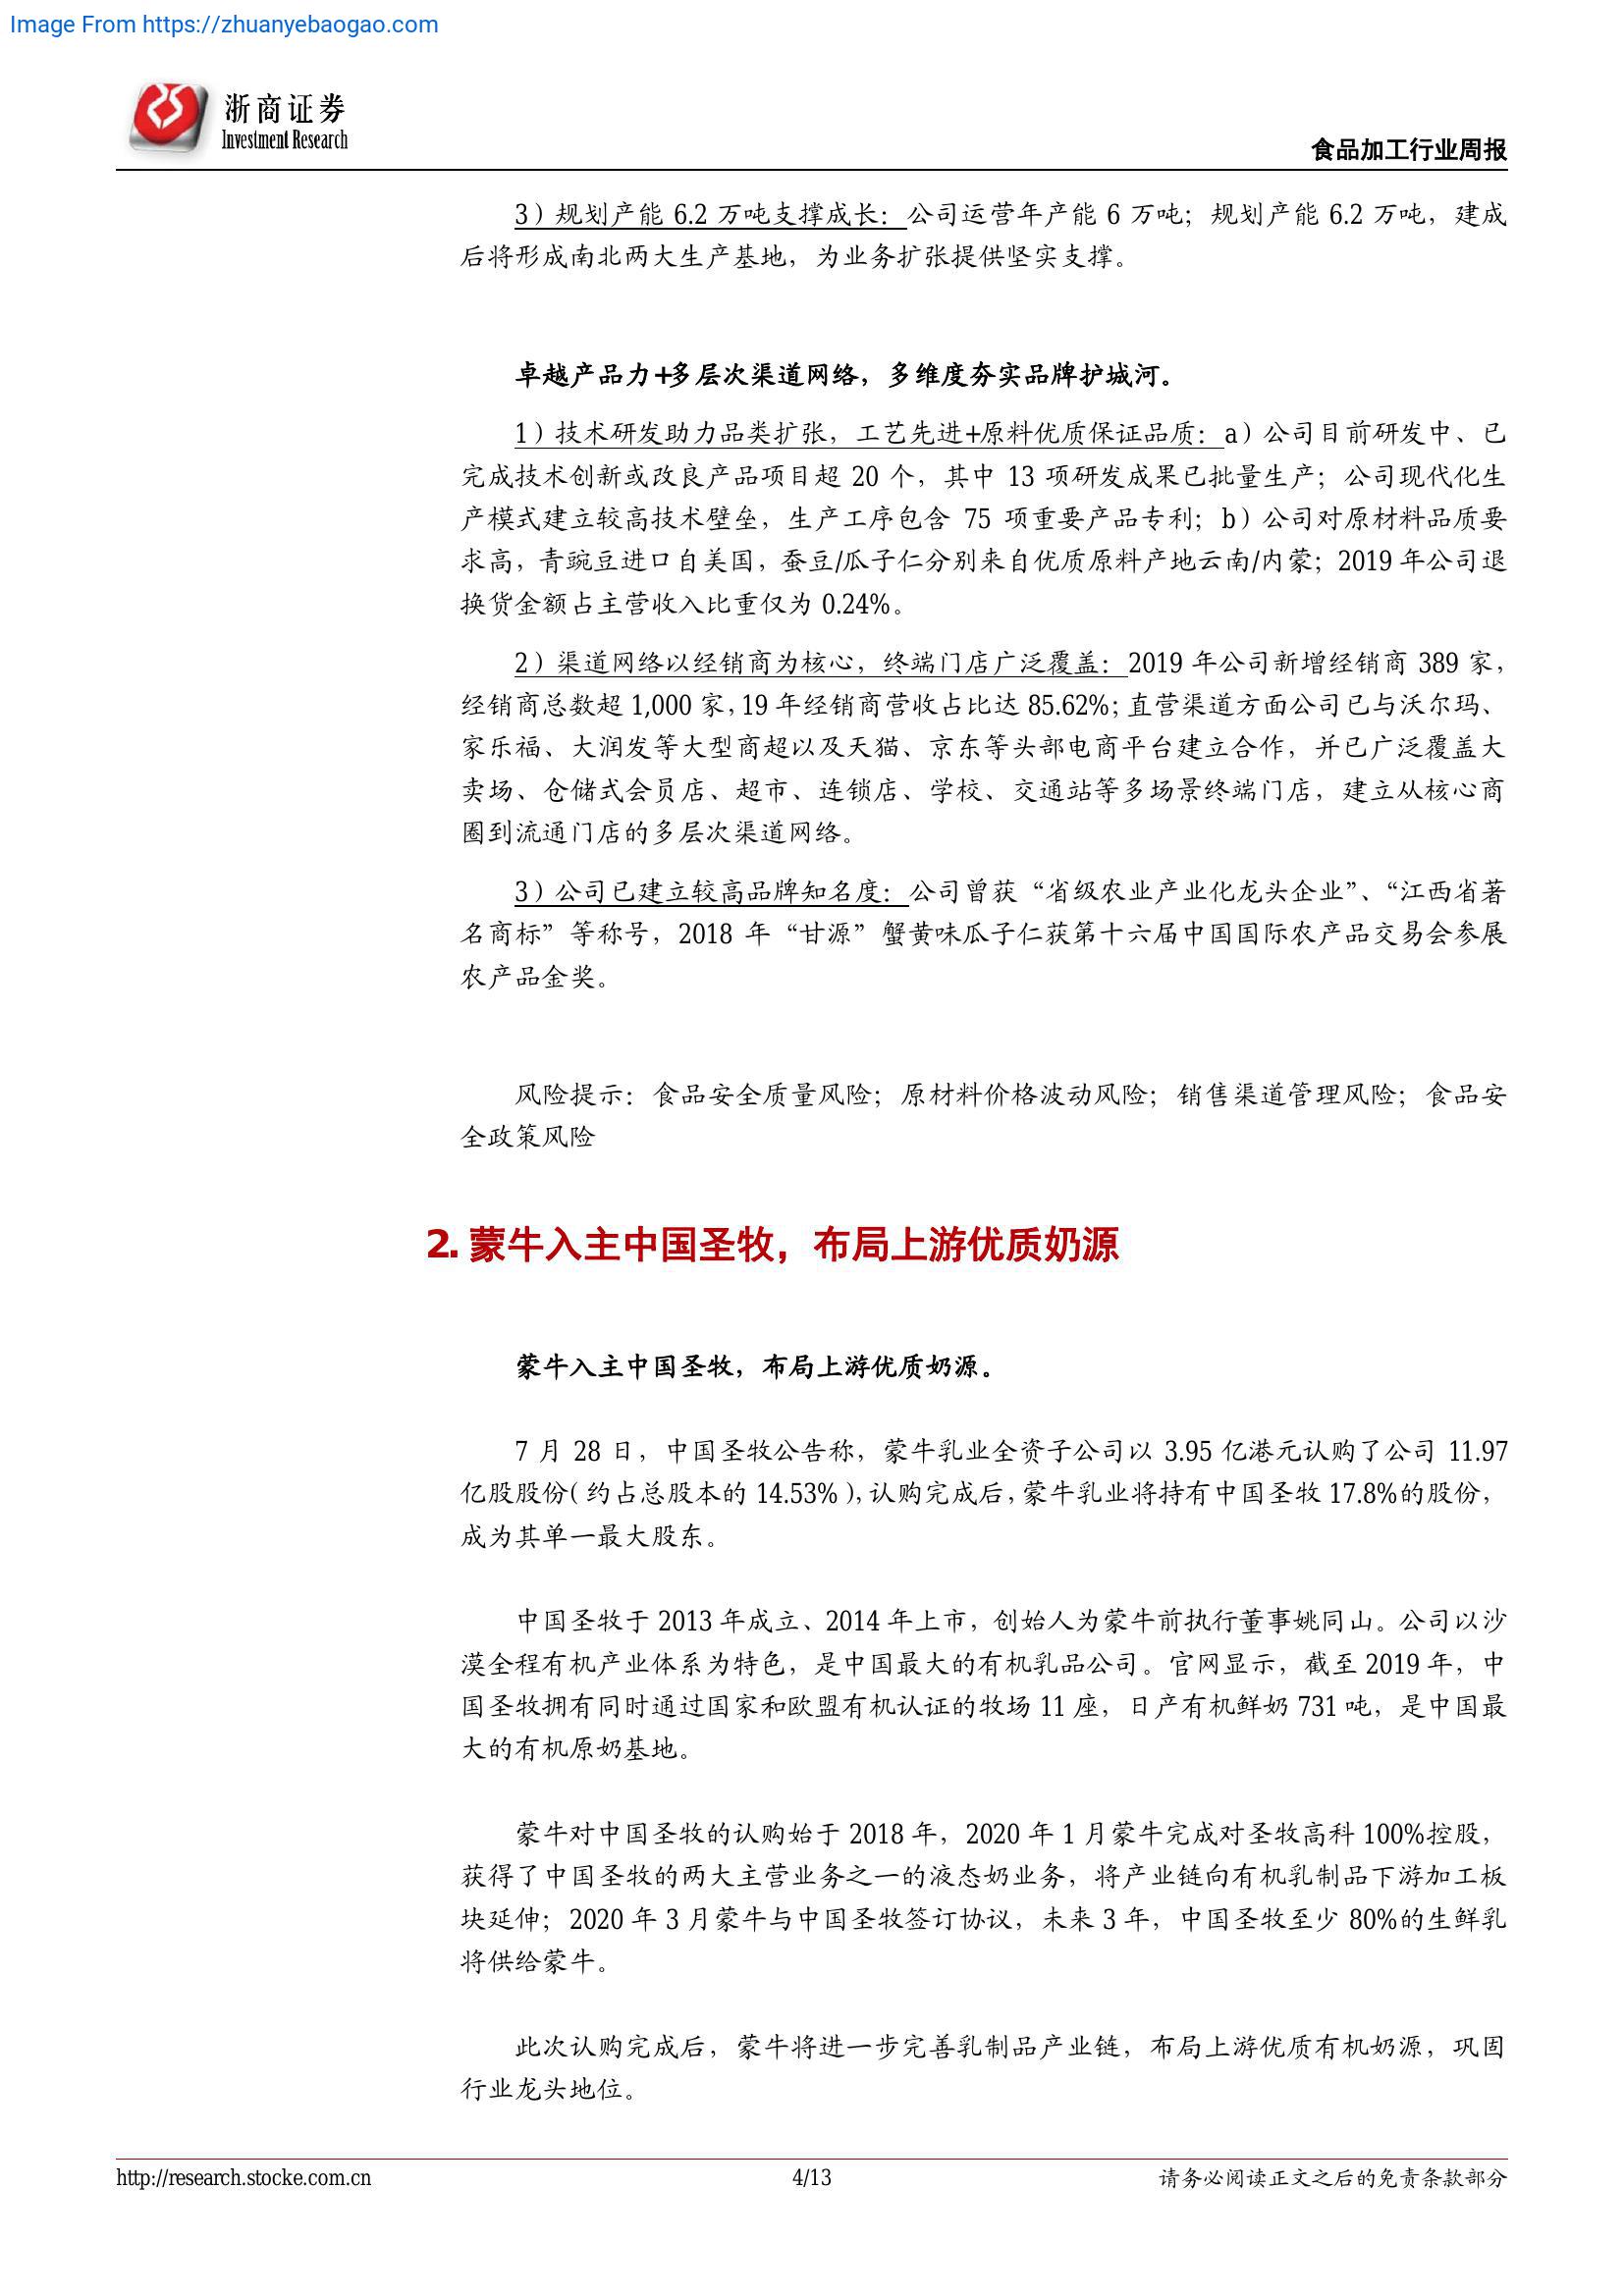 Image From https://zhuanyebaogao.com
浙商证券
Investment Research
食品加工行业周报
3）规划产能 6.2 万吨支撑成长：公司运营年产能 6 万吨；规划产能 6.2 万吨，建成
后将形成南北两大生产基地，为业务扩张提供坚实支撑。
卓越产品力+多层次渠道网络，多维度夯实品牌护城河。
1）技术研发助力品类扩张，工艺先进+原料优质保证品质：a）公司目前研发中、已
完成技术创新或改良产品项目超 20 个，其中 13 项研发成果已批量生产；公司现代化生
产模式建立较高技术壁垒，生产工序包含 75 项重要产品专利；b）公司对原材料品质要
求高，青豌豆进口自美国，蚕豆/瓜子仁分别来自优质原料产地云南/内蒙；2019 年公司退
换货金额占主营收入比重仅为 0.24%。
2）渠道网络以经销商为核心，终端门店广泛覆盖：2019 年公司新增经销商 389 家，
经销商总数超 1,000 家，19 年经销商营收占比达 85.62%；直营渠道方面公司已与沃尔玛、
家乐福、大润发等大型商超以及天猫、京东等头部电商平台建立合作，并已广泛覆盖大
卖场、仓储式会员店、超市、连锁店、学校、交通站等多场景终端门店，建立从核心商
圈到流通门店的多层次渠道网络。
3）公司已建立较高品牌知名度：公司曾获“省级农业产业化龙头企业”、“江西省著
名商标”等称号，2018 年“甘源”蟹黄味瓜子仁获第十六届中国国际农产品交易会参展
农产品金奖。
风险提示：食品安全质量风险；原材料价格波动风险；销售渠道管理风险；食品安
全政策风险
2. 蒙牛入主中国圣牧，布局上游优质奶源
蒙牛入主中国圣牧，布局上游优质奶源。
7 月 28 日，中国圣牧公告称，蒙牛乳业全资子公司以 3.95 亿港元认购了公司 11.97
亿股股份（约占总股本的 14.53%），认购完成后，蒙牛乳业将持有中国圣牧 17.8%的股份，
成为其单一最大股东。
中国圣牧于 2013 年成立、2014 年上市，创始人为蒙牛前执行董事姚同山。公司以沙
漠全程有机产业体系为特色，是中国最大的有机乳品公司。官网显示，截至 2019 年，中
国圣牧拥有同时通过国家和欧盟有机认证的牧场 11 座，日产有机鲜奶 731 吨，是中国最
大的有机原奶基地。
蒙牛对中国圣牧的认购始于 2018 年，2020 年 1 月蒙牛完成对圣牧高科 100%控股，
获得了中国圣牧的两大主营业务之一的液态奶业务，将产业链向有机乳制品下游加工板
块延伸；2020 年 3 月蒙牛与中国圣牧签订协议，未来 3 年，中国圣牧至少 80%的生鲜乳
将供给蒙牛。
此次认购完成后，蒙牛将进一步完善乳制品产业链，布局上游优质有机奶源，巩固
行业龙头地位。
http://research.stocke.com.cn
4/13
请务必阅读正文之后的免责条款部分